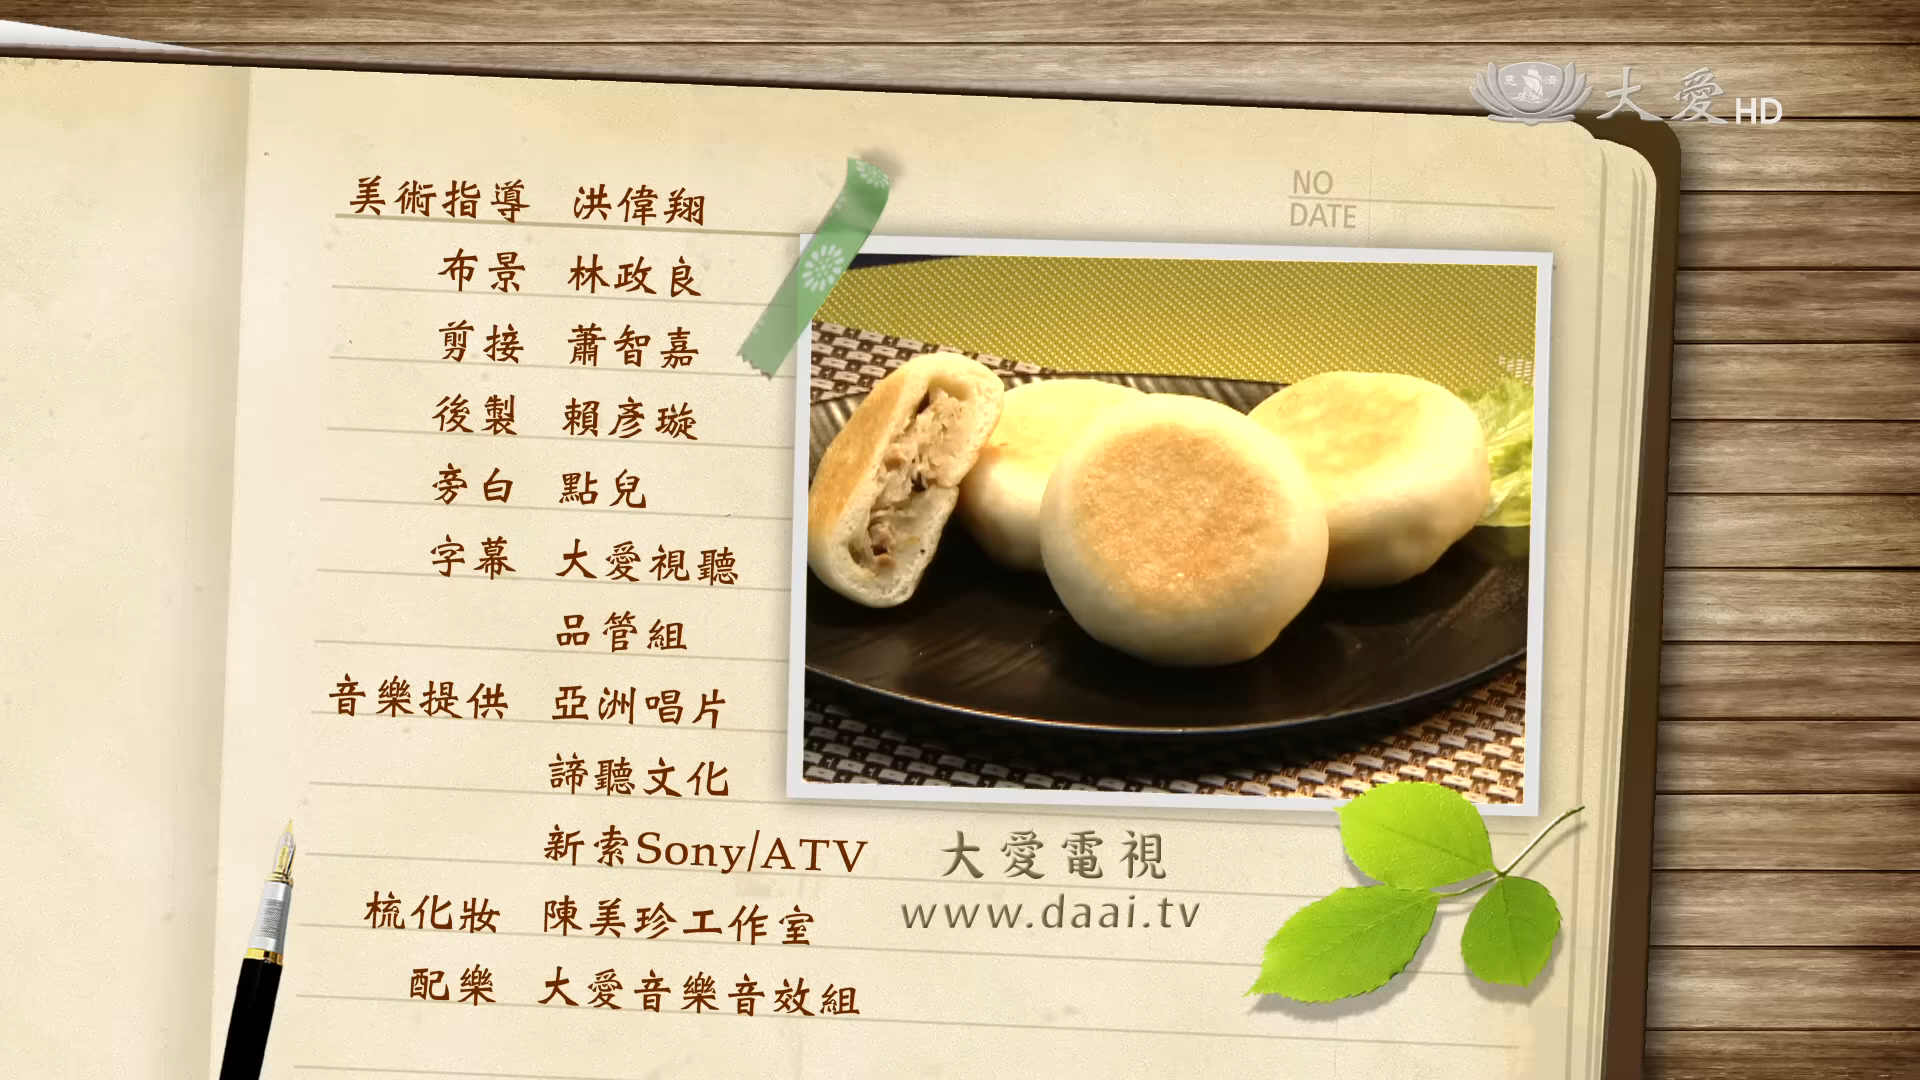 大愛HD
NO
DATE
美術指導 洪偉翔
布景 林政良
剪接 蕭智嘉
後製 賴彥璇
旁白 點兒
字幕 大愛視聽
品管組
音樂提供 亞洲唱片
諦聽文化
新索Sony/ATV
梳化妝 陳美珍工作室
配樂 大愛音樂音效組
大愛電視
www.daai.tv